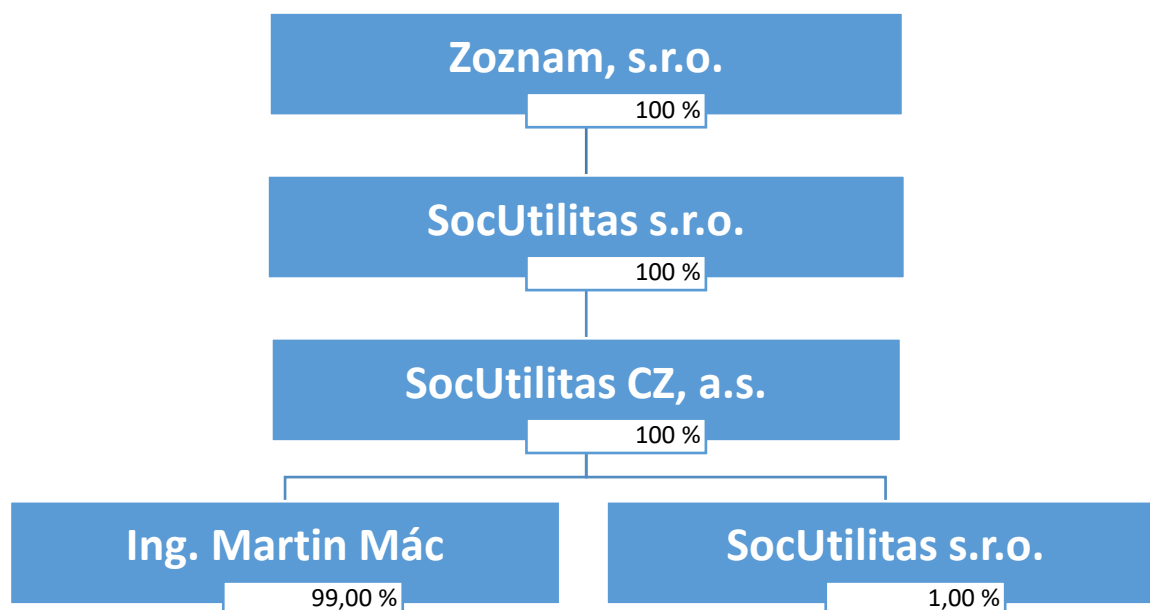 Zoznam, s.r.o.
100 %
SocUtilitas s.r.o.
100 %
SocUtilitas CZ, a.s.
100 %
Ing. Martin Mác
99,00 %
SocUtilitas s.r.o.
1,00 %